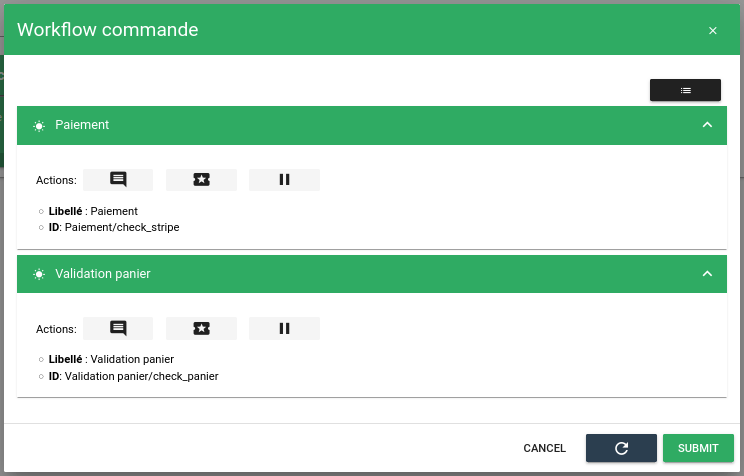 Workflow commande
Paiement
Actions:
Libellé : Paiement
ID: Paiement/check_stripe
Validation panier
Actions:
Libellé : Validation panier
ID: Validation panier/check_panier
CANCEL
SUBMIT